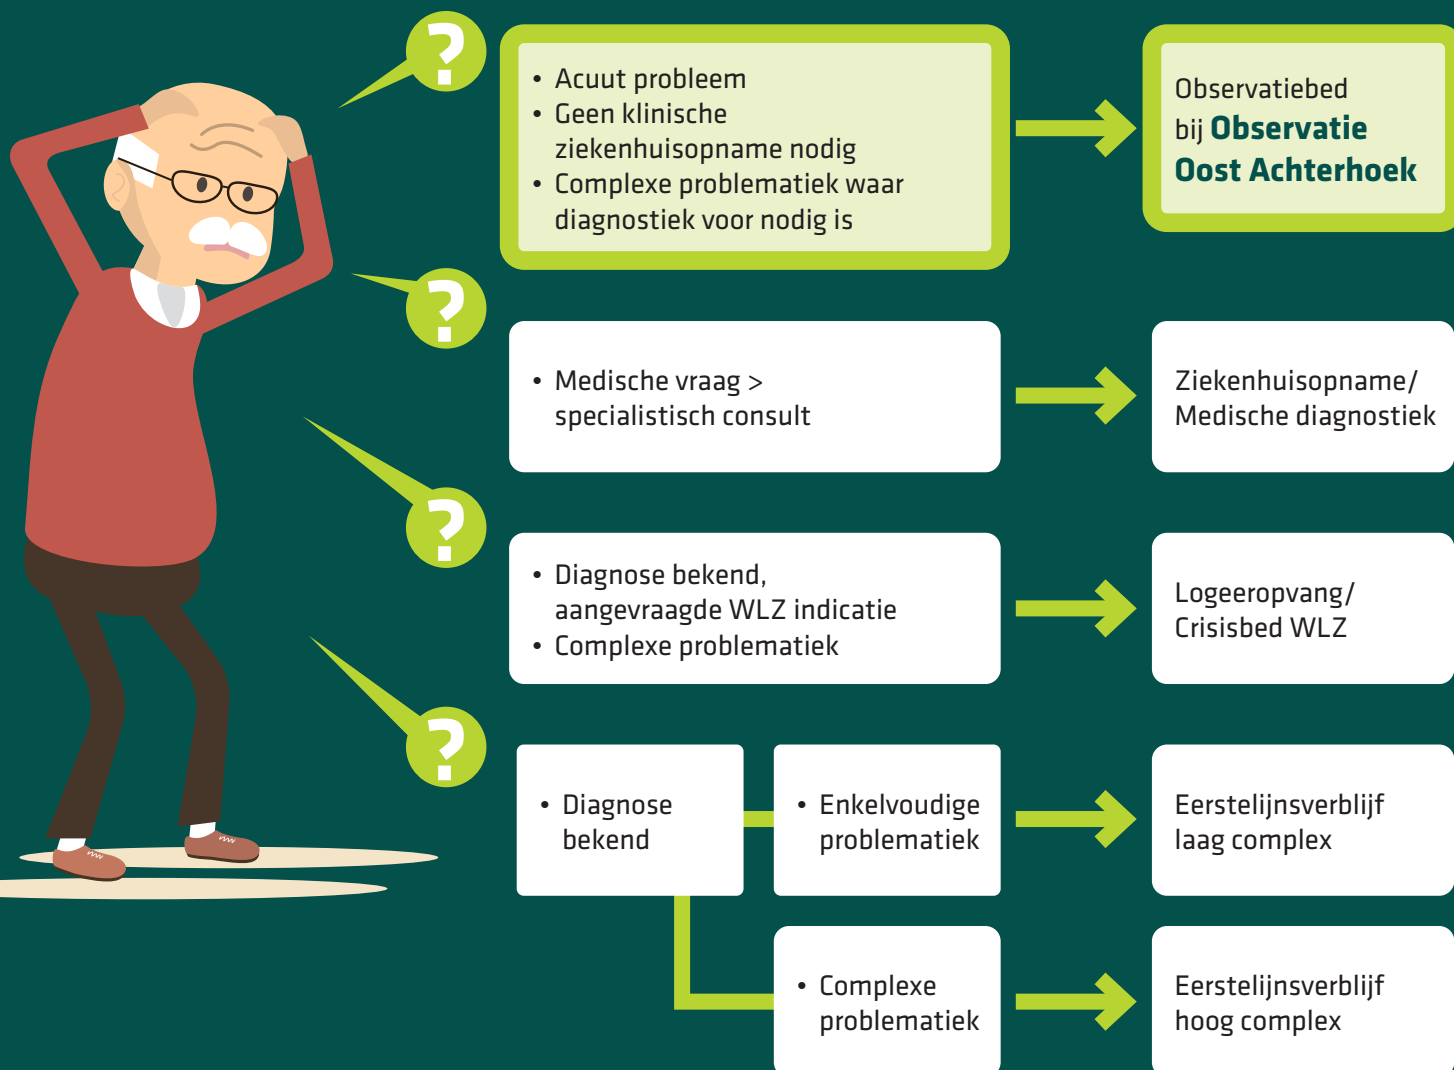 ?
• Acuut probleem
• Geen klinische
ziekenhuisopname nodig
• Complexe problematiek waar
diagnostiek voor nodig is
Observatiebed
bij Observatie
Oost Achterhoek
?
• Medische vraag >
specialistisch consult
Ziekenhuisopname/
Medische diagnostiek
?
• Diagnose bekend,
aangevraagde WLZ indicatie
• Complexe problematiek
Logeeropvang/
Crisisbed WLZ
?
• Diagnose
bekend
• Enkelvoudige
problematiek
Eerstelijnsverblijf
laag complex
• Complexe
problematiek
Eerstelijnsverblijf
hoog complex